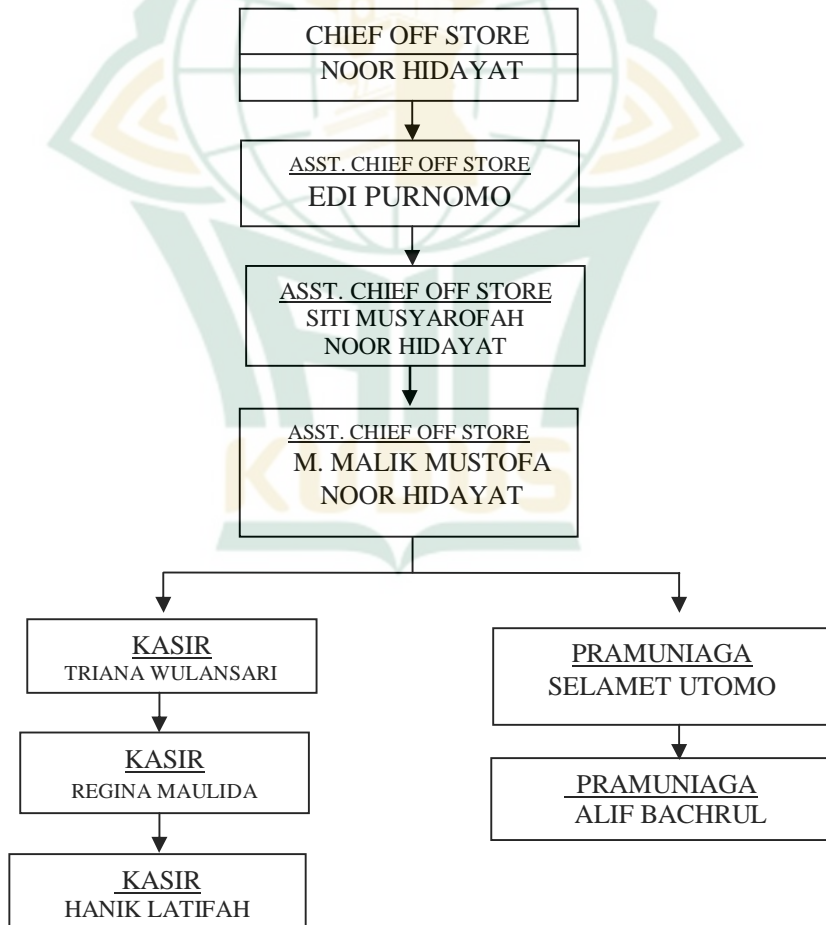 CHIEF OFF STORE
NOOR HIDAYAT
ASST. CHIEF OFF STORE
EDI PURNOMO
ASST. CHIEF OFF STORE
SITI MUSYAROFAH
NOOR HIDAYAT
ASST. CHIEF OFF STORE
M. MALIK MUSTOFA
NOOR HIDAYAT
KUDUS
KASIR
TRIANA WULANSARI
KASIR
REGINA MAULIDA
KASIR
HANIK LATIFAH
PRAMUNIAGA
SELAMET UTOMO
PRAMUNIAGA
ALIF BACHRUL